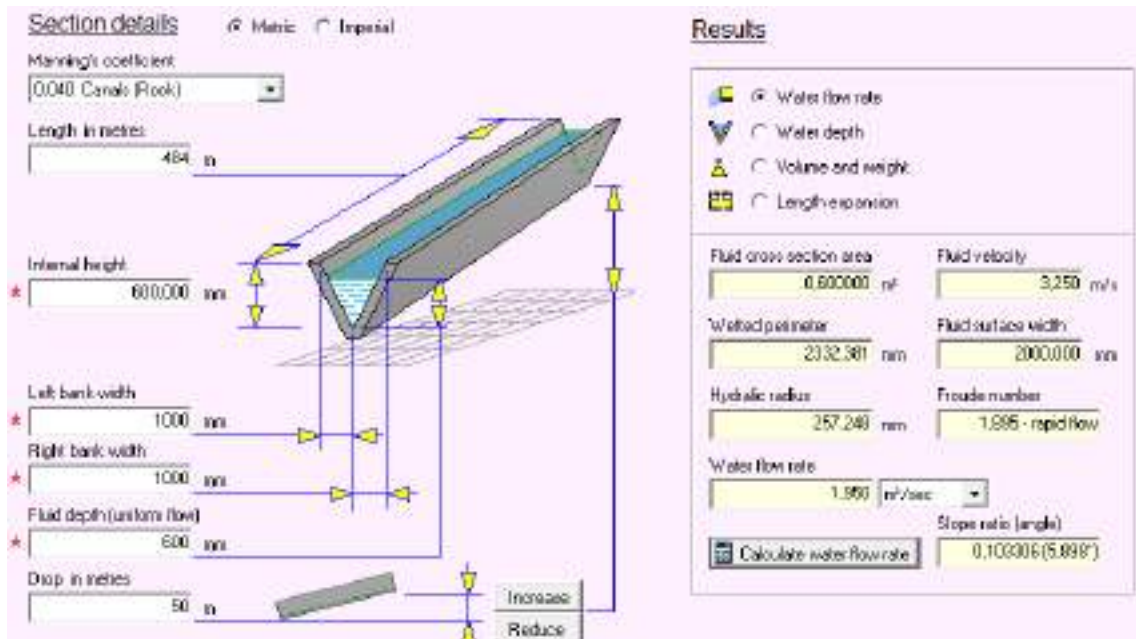 Section details
Metric
Imperial
Manning's coefficient
0,040 Canals (Rook)
Length in metres
484 m
Internal height
* 600,000 mm
Left bank width
* 1000 mm
Right bank width
* 1000 mm
Fluid depth (uniform flow)
* 600 mm
Drop in metres
50 m
Increase
Reduce
Results
Water flow rate
Water depth
Volume and weight
Length expansion
Fluid cross section area
0,600000 m²
Fluid velocity
3,250 m/s
Wetted perimeter
2332,381 mm
Fluid surface width
2000,000 mm
Hydralic radius
257,248 mm
Froude number
1,895 - rapid flow
Water flow rate
1,950 m³/sec
Calculate water flow rate
Slope ratio (angle)
0,103306 (5,898°)